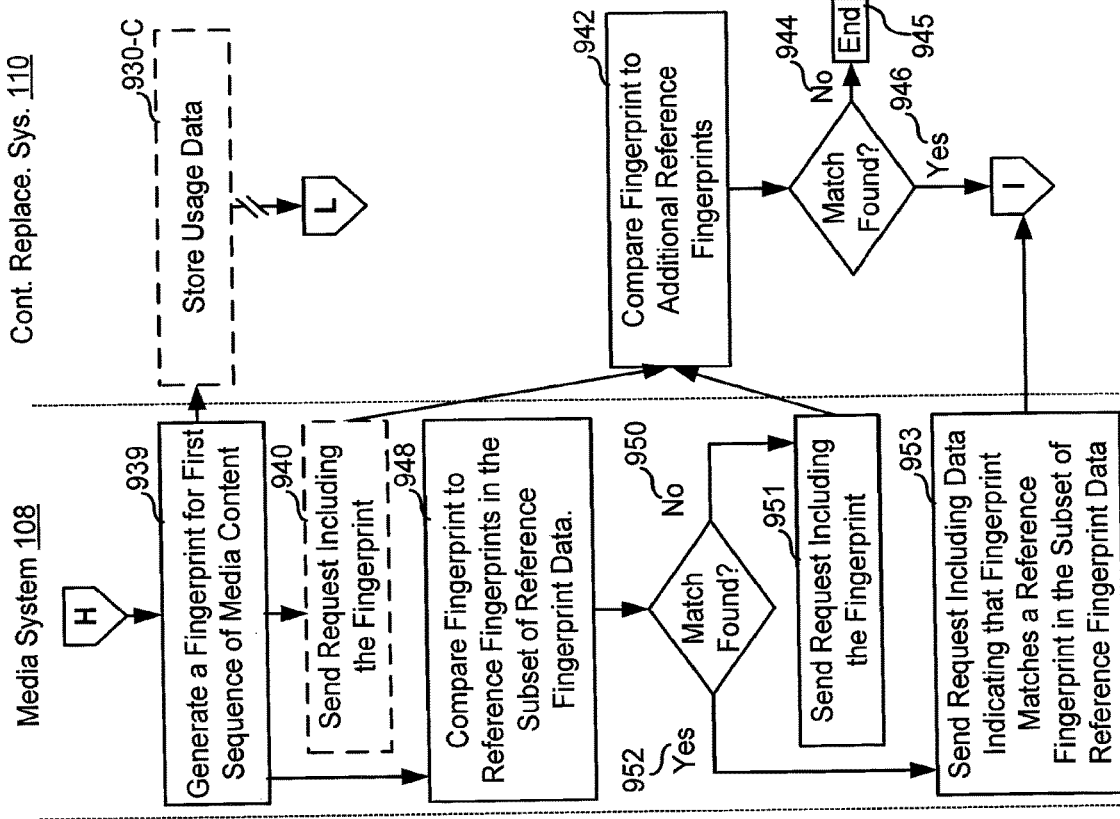 Media System 108
Cont. Replace. Sys. 110
H
939
Generate a Fingerprint for First
Sequence of Media Content
930-C
Store Usage Data
L
940
Send Request Including
the Fingerprint
948
Compare Fingerprint to
Reference Fingerprints in the
Subset of Reference
Fingerprint Data.
942
Compare Fingerprint to
Additional Reference
Fingerprints
Match
Found?
950
No
952
Yes
951
Send Request Including
the Fingerprint
Match
Found?
944
No
End
945
946
Yes
I
953
Send Request Including Data
Indicating that Fingerprint
Matches a Reference
Fingerprint in the Subset of
Reference Fingerprint Data